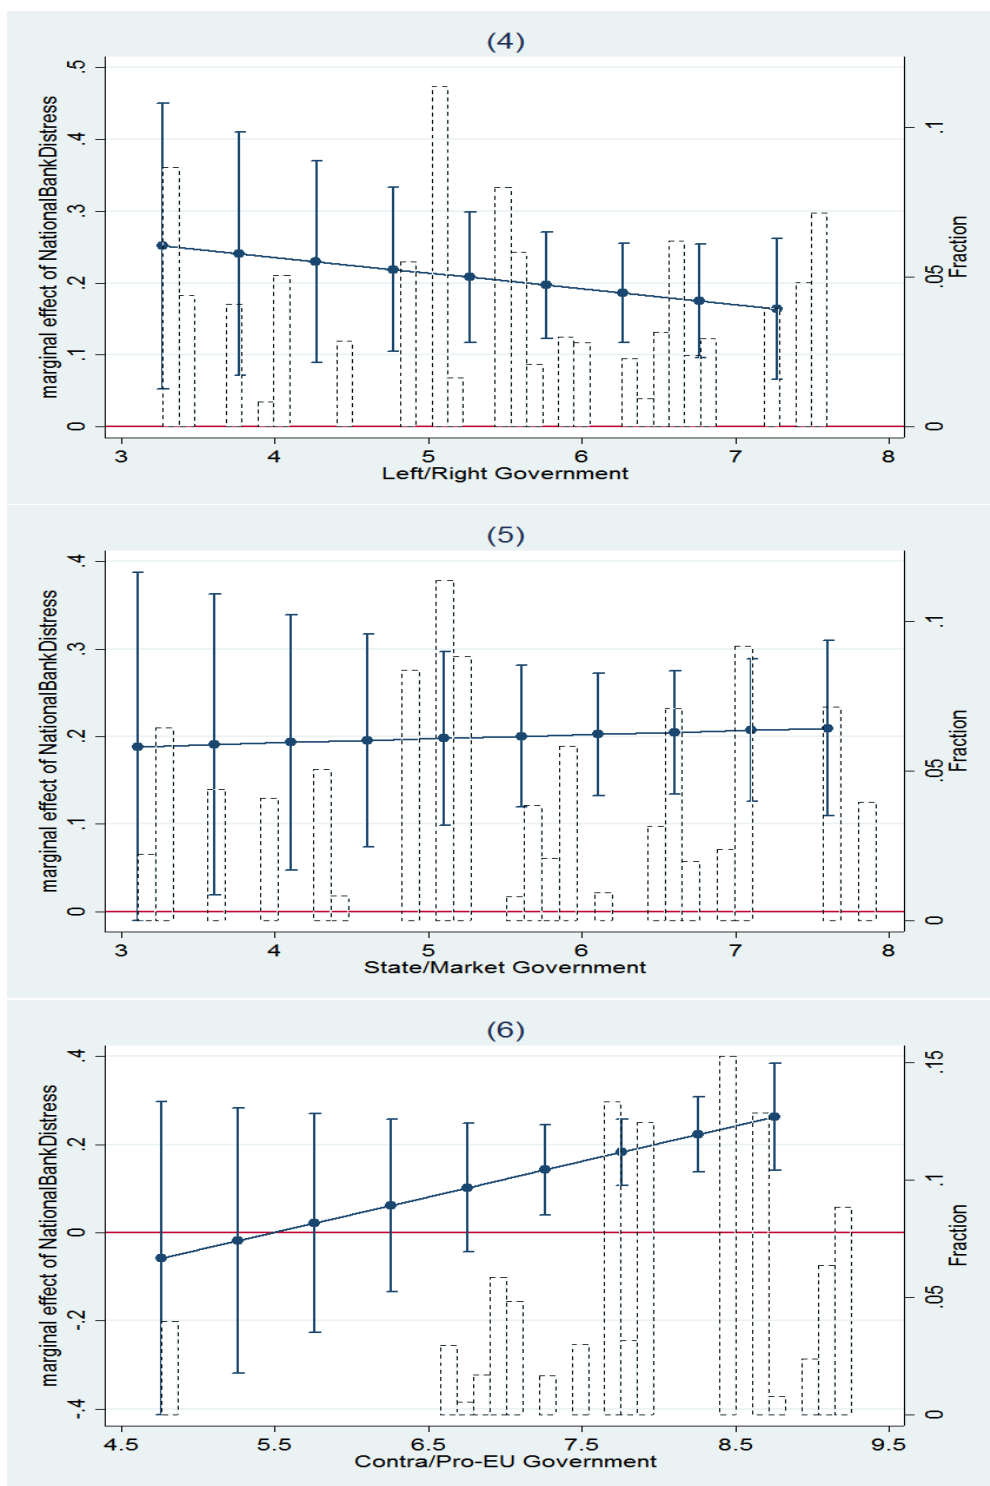 (4)
marginal effect of NationalBankDistress
.5
.4
.3
.2
.1
0
.1
.05
0
Fraction
3 4 5 6 7 8
Left/Right Government
(5)
marginal effect of NationalBankDistress
.4
.3
.2
.1
0
.1
.05
0
Fraction
3 4 5 6 7 8
State/Market Government
(6)
marginal effect of NationalBankDistress
.4
.2
0
-.2
-.4
.15
.1
.05
0
Fraction
4.5 5.5 6.5 7.5 8.5 9.5
Contra/Pro-EU Government